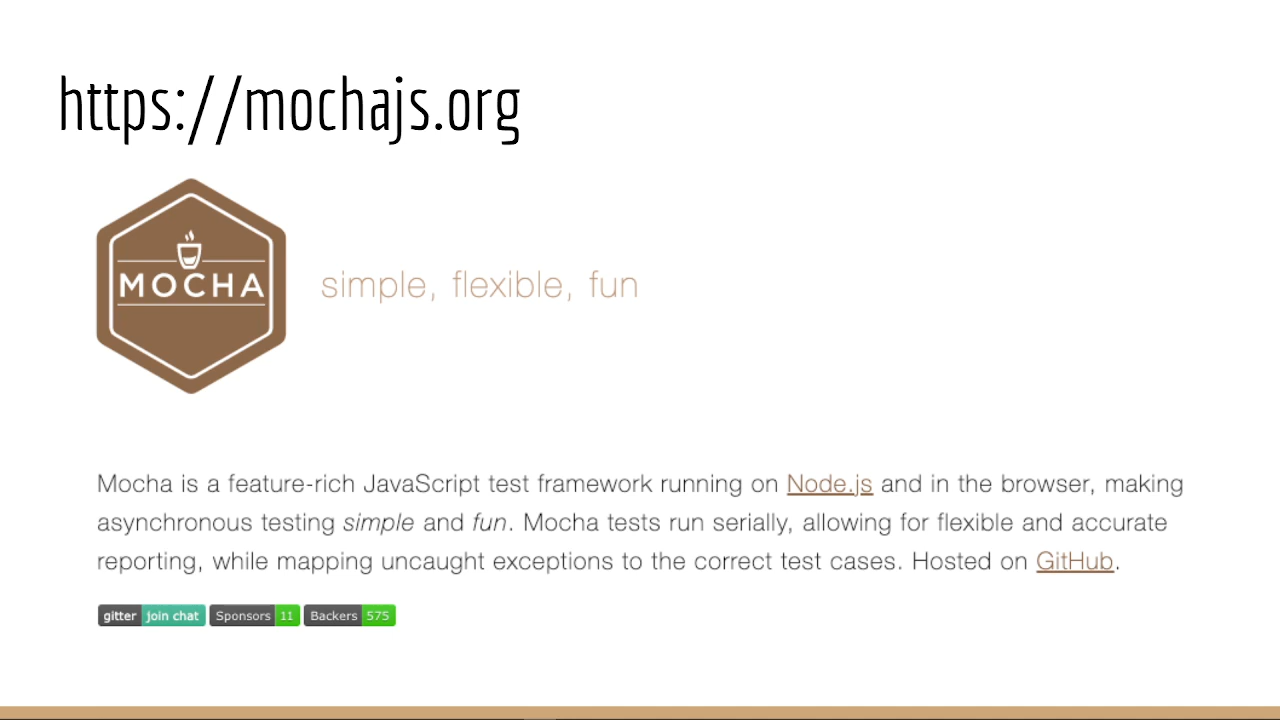 https://mochajs.org
MOCHA
simple, flexible, fun
Mocha is a feature-rich JavaScript test framework running on Node.js and in the browser, making
asynchronous testing simple and fun. Mocha tests run serially, allowing for flexible and accurate
reporting, while mapping uncaught exceptions to the correct test cases. Hosted on GitHub.
gitter join chat Sponsors 11 Backers 575